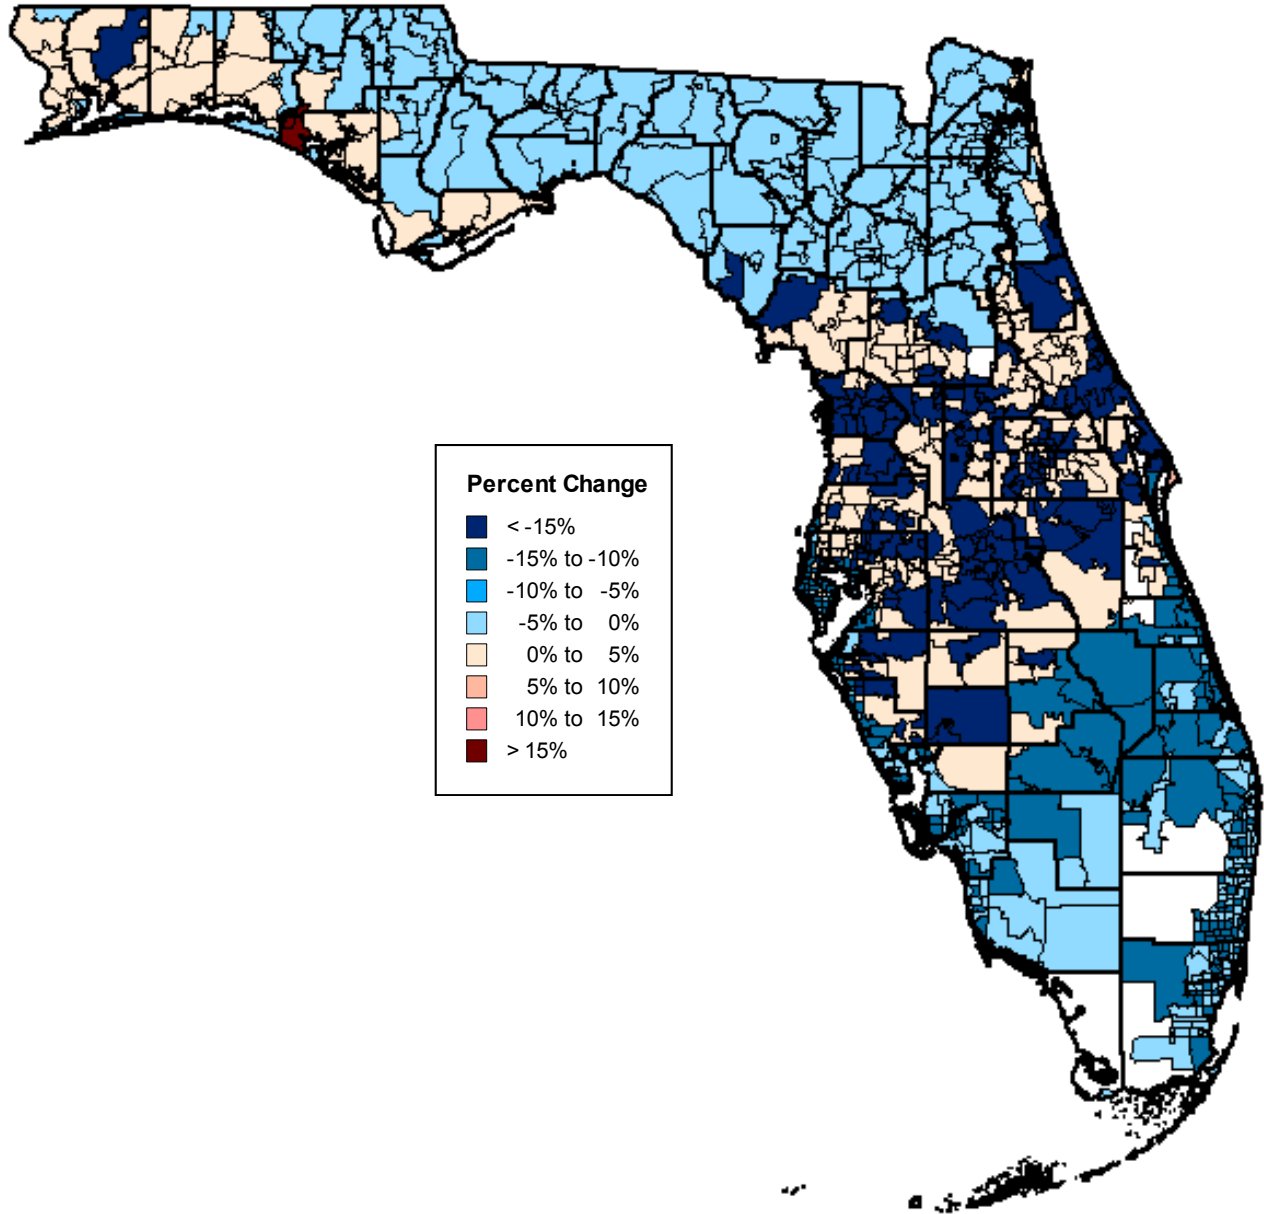 Percent Change
< -15%
-15% to -10%
-10% to -5%
-5% to 0%
0% to 5%
5% to 10%
10% to 15%
> 15%